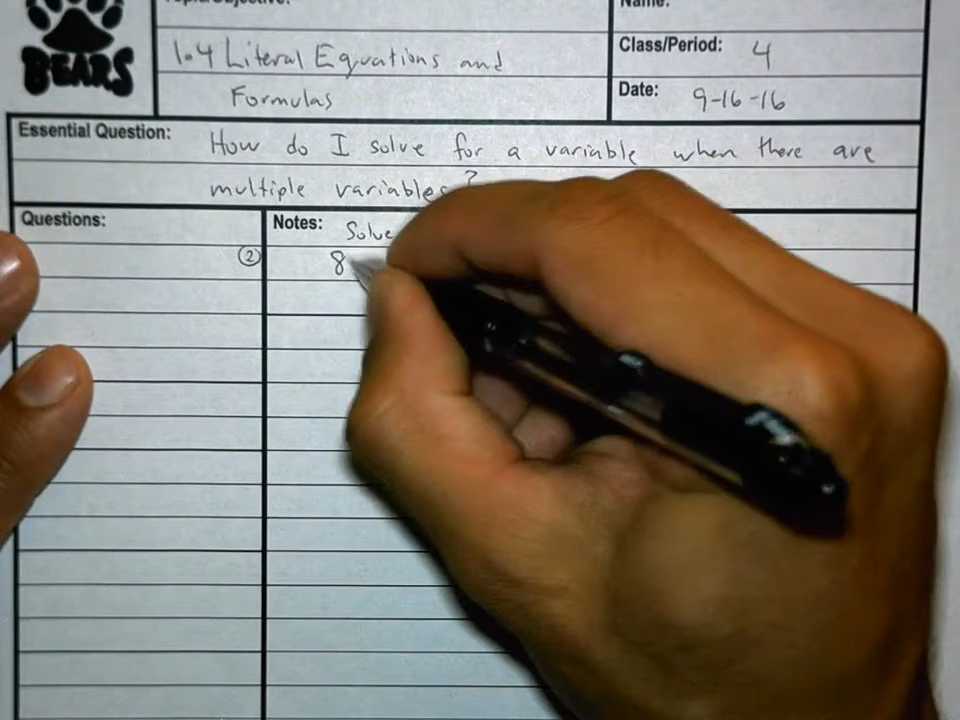 BEARS
Name:
1.4 Literal Equations and
Formulas
Class/Period: 4
Date: 9-16-16
Essential Question: How do I solve for a variable when there are
multiple variables?
Questions:
Notes: Solve
② 8